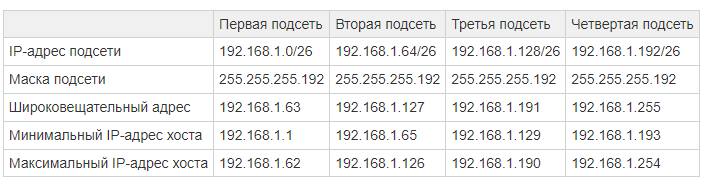 Первая подсеть Вторая подсеть Третья подсеть Четвертая подсеть
IP-адрес подсети 192.168.1.0/26 192.168.1.64/26 192.168.1.128/26 192.168.1.192/26
Маска подсети 255.255.255.192 255.255.255.192 255.255.255.192 255.255.255.192
Широковещательный адрес 192.168.1.63 192.168.1.127 192.168.1.191 192.168.1.255
Минимальный IP-адрес хоста 192.168.1.1 192.168.1.65 192.168.1.129 192.168.1.193
Максимальный IP-адрес хоста 192.168.1.62 192.168.1.126 192.168.1.190 192.168.1.254